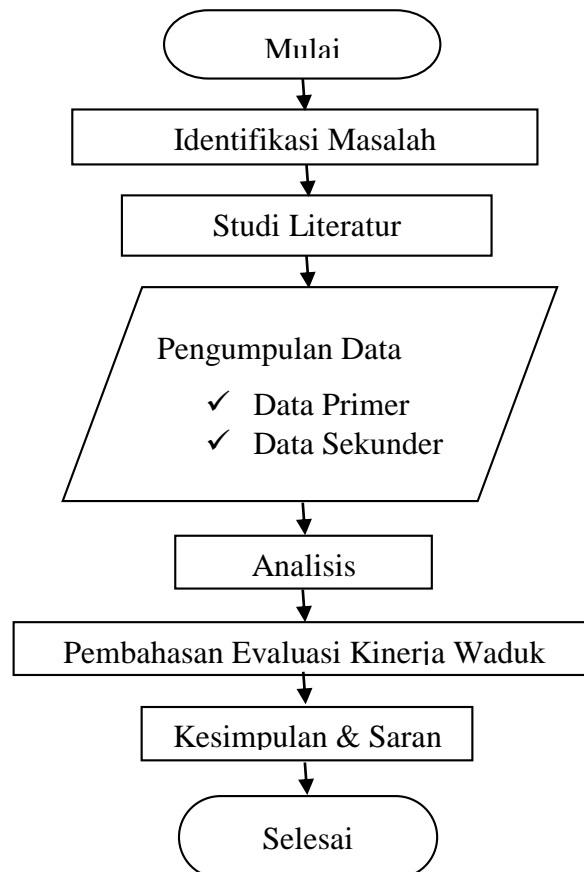 Mulai
Identifikasi Masalah
Studi Literatur
Pengumpulan Data
✓ Data Primer
✓ Data Sekunder
Analisis
Pembahasan Evaluasi Kinerja Waduk
Kesimpulan & Saran
Selesai